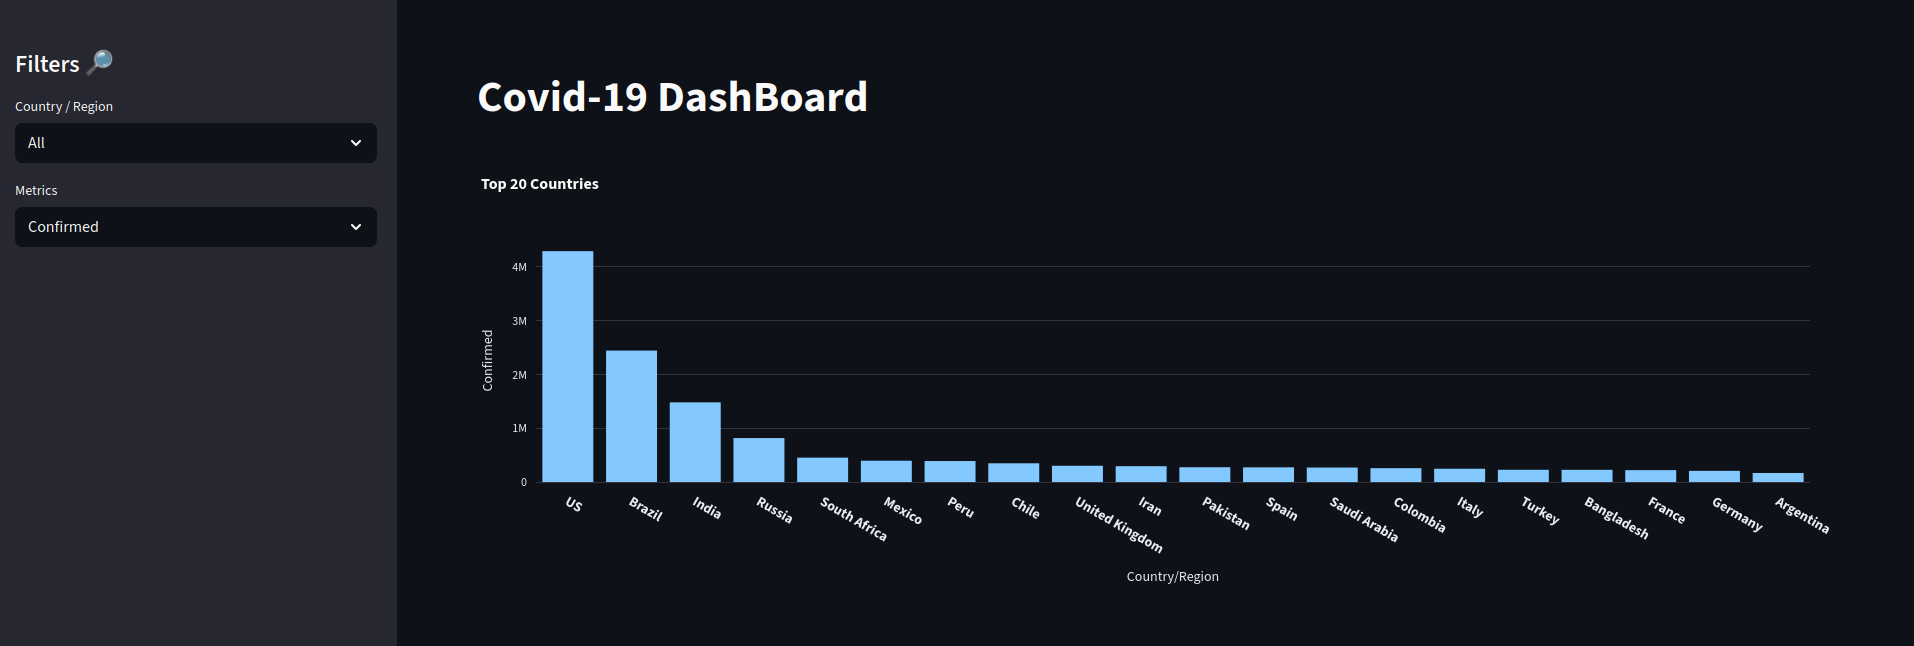 Filters 🔎
Country / Region
All
Metrics
Confirmed
Covid-19 DashBoard
Top 20 Countries
4M
3M
2M
1M
0
Confirmed
US
Brazil
India
Russia
South Africa
Mexico
Peru
Chile
United Kingdom
Iran
Pakistan
Spain
Saudi Arabia
Colombia
Italy
Turkey
Bangladesh
France
Germany
Argentina
Country/Region